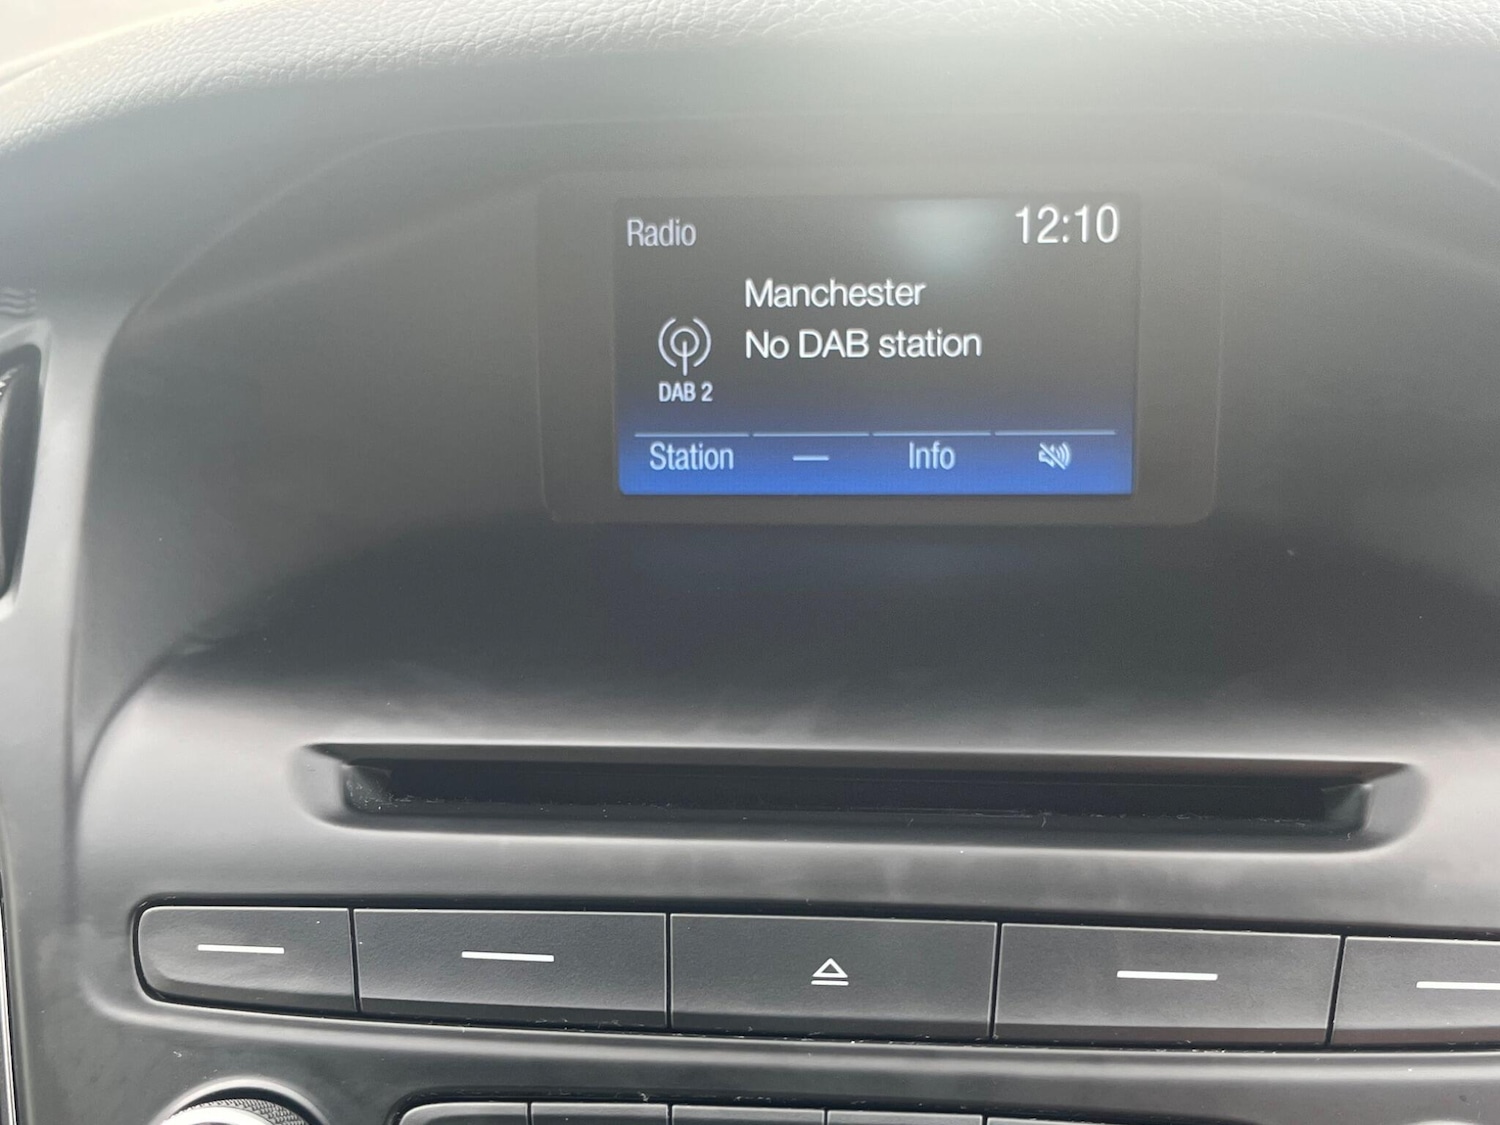 Radio 12:10
Manchester
No DAB station
DAB 2
Station — Info